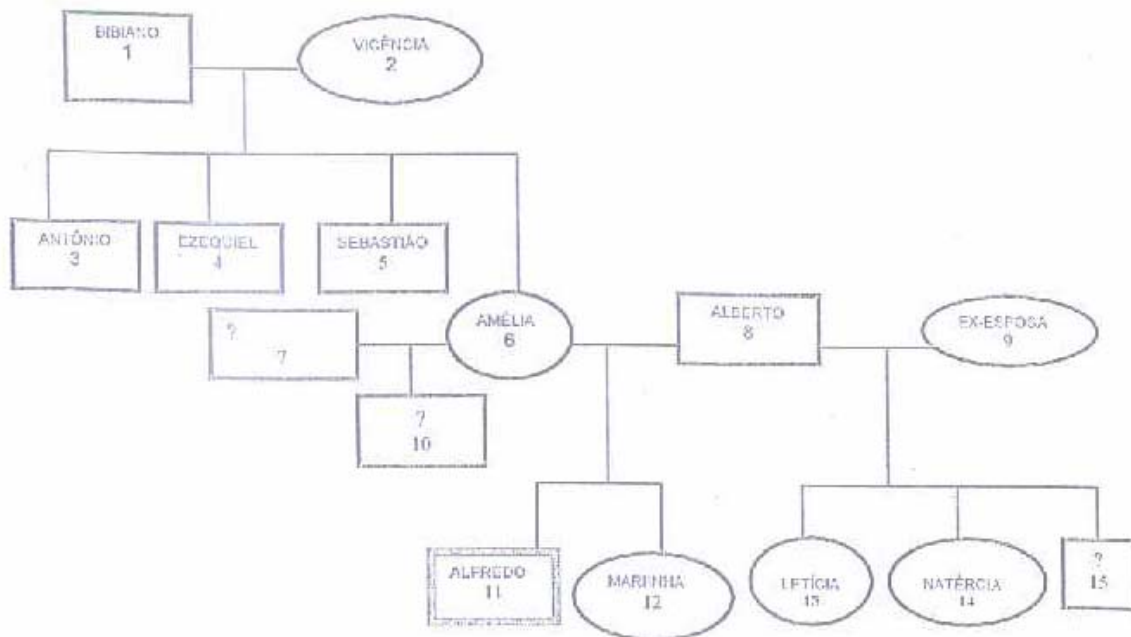 BIBIANO
1
VICÊNCIA
2
ANTÔNIO
3
EZEQUIEL
4
SEBASTIÃO
5
?
7
AMÉLIA
6
ALBERTO
8
EX-ESPOSA
9
?
10
ALFREDO
11
MARIINHA
12
LETÍCIA
13
NATÉRCIA
14
?
15